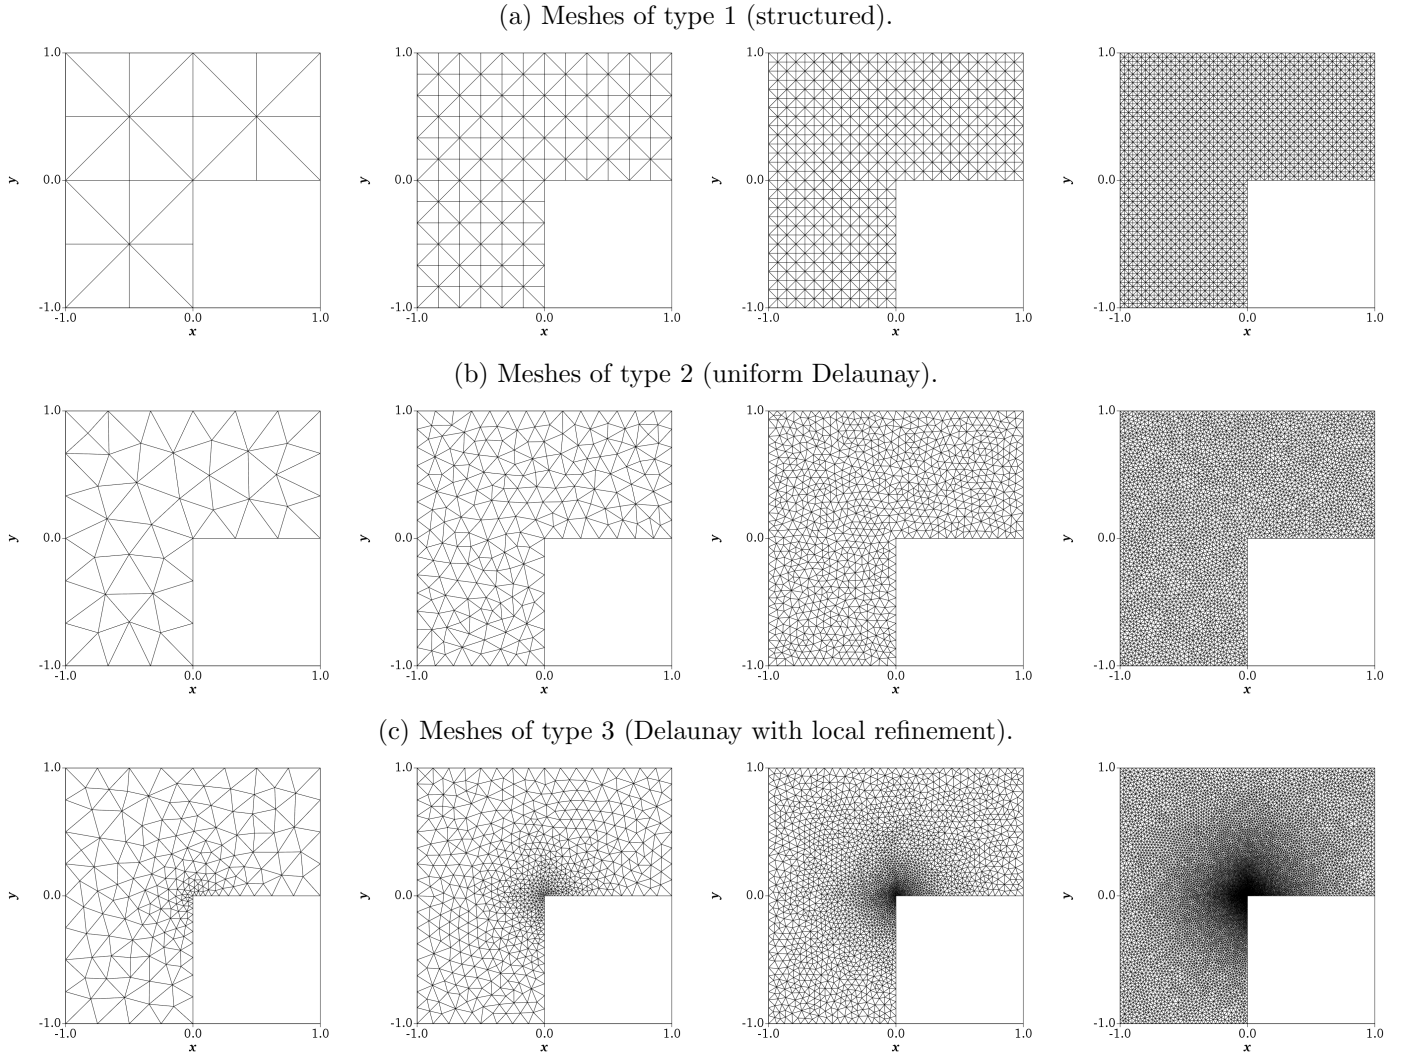 (a) Meshes of type 1 (structured).
1.0 1.0 1.0 1.0
y 0.0 y 0.0 y 0.0 y 0.0
-1.0 -1.0 -1.0 -1.0
-1.0 0.0 1.0 -1.0 0.0 1.0 -1.0 0.0 1.0 -1.0 0.0 1.0
x x x x
(b) Meshes of type 2 (uniform Delaunay).
1.0 1.0 1.0 1.0
y 0.0 y 0.0 y 0.0 y 0.0
-1.0 -1.0 -1.0 -1.0
-1.0 0.0 1.0 -1.0 0.0 1.0 -1.0 0.0 1.0 -1.0 0.0 1.0
x x x x
(c) Meshes of type 3 (Delaunay with local refinement).
1.0 1.0 1.0 1.0
y 0.0 y 0.0 y 0.0 y 0.0
-1.0 -1.0 -1.0 -1.0
-1.0 0.0 1.0 -1.0 0.0 1.0 -1.0 0.0 1.0 -1.0 0.0 1.0
x x x x